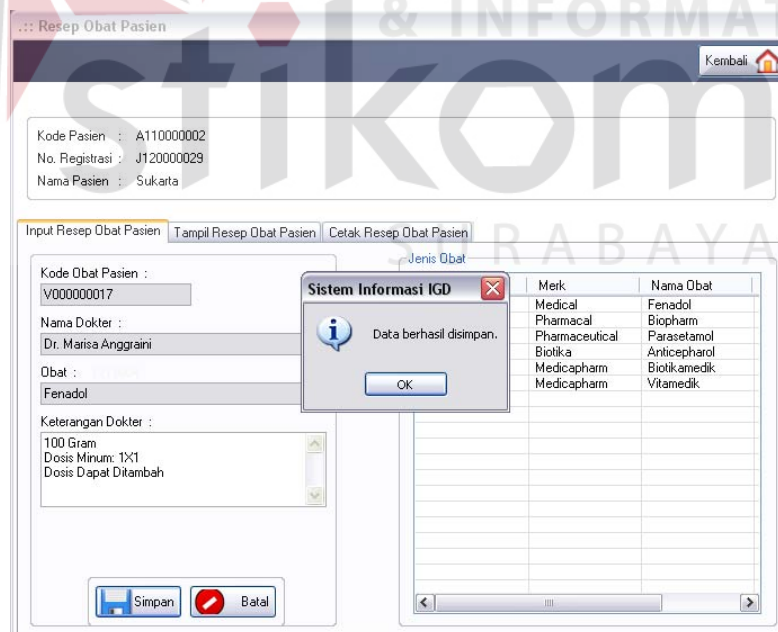 & INFORMAT
.:: Resep Obat Pasien
Kembali
stikom
Kode Pasien : A110000002
No. Registrasi : J120000029
Nama Pasien : Sukarta
SURABAYA
Input Resep Obat Pasien Tampil Resep Obat Pasien Cetak Resep Obat Pasien
Kode Obat Pasien :
V000000017
Nama Dokter :
Dr. Marisa Anggraini
Obat :
Fenadol
Keterangan Dokter :
100 Gram
Dosis Minum: 1X1
Dosis Dapat Ditambah
Simpan Batal
Sistem Informasi IGD
Data berhasil disimpan.
OK
Jenis Obat
Merk Nama Obat
Medical Fenadol
Pharmacal Biopharm
Pharmaceutical Parasetamol
Biotika Anticepharol
Medicapharm Biotikamedik
Medicapharm Vitamedik